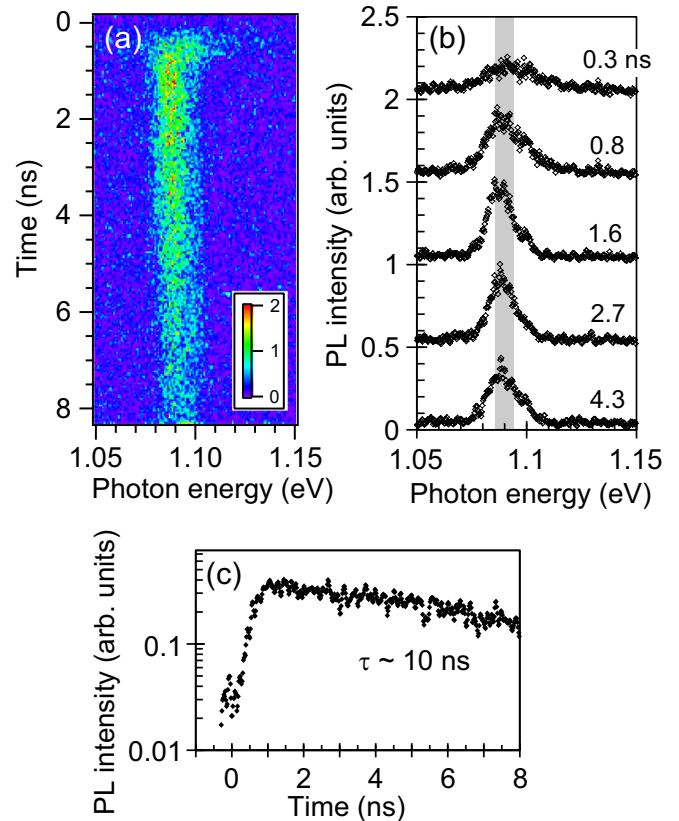 (a)
0
2
4
6
8
Time (ns)
2
1
0
1.05 1.10 1.15
Photon energy (eV)
(b)
2.5
2
1.5
1
0.5
0
PL intensity (arb. units)
0.3 ns
0.8
1.6
2.7
4.3
1.05 1.1 1.15
Photon energy (eV)
(c)
0.1
0.01
PL intensity (arb. units)
τ ~ 10 ns
0 2 4 6 8
Time (ns)